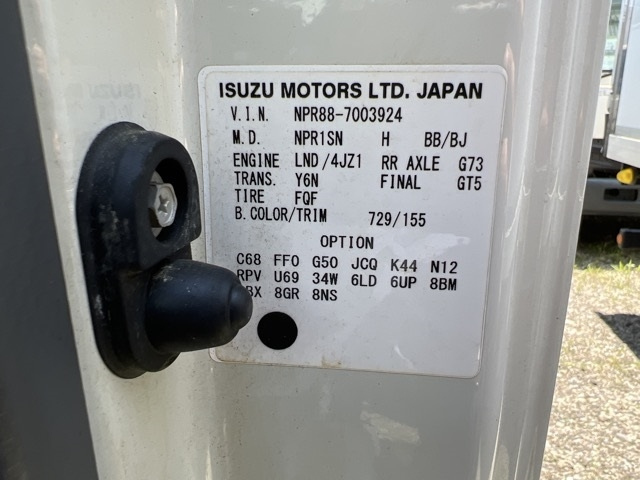 ISUZU MOTORS LTD. JAPAN
V.I.N. NPR88-7003924
M.D. NPR1SN H BB/BJ
ENGINE LND/4JZ1 RR AXLE G73
TRANS. Y6N FINAL GT5
TIRE FQF
B.COLOR/TRIM 729/155
OPTION
C68 FF0 G50 JCQ K44 N12
RPV U69 34W 6LD 6UP 8BM
8GR 8NS